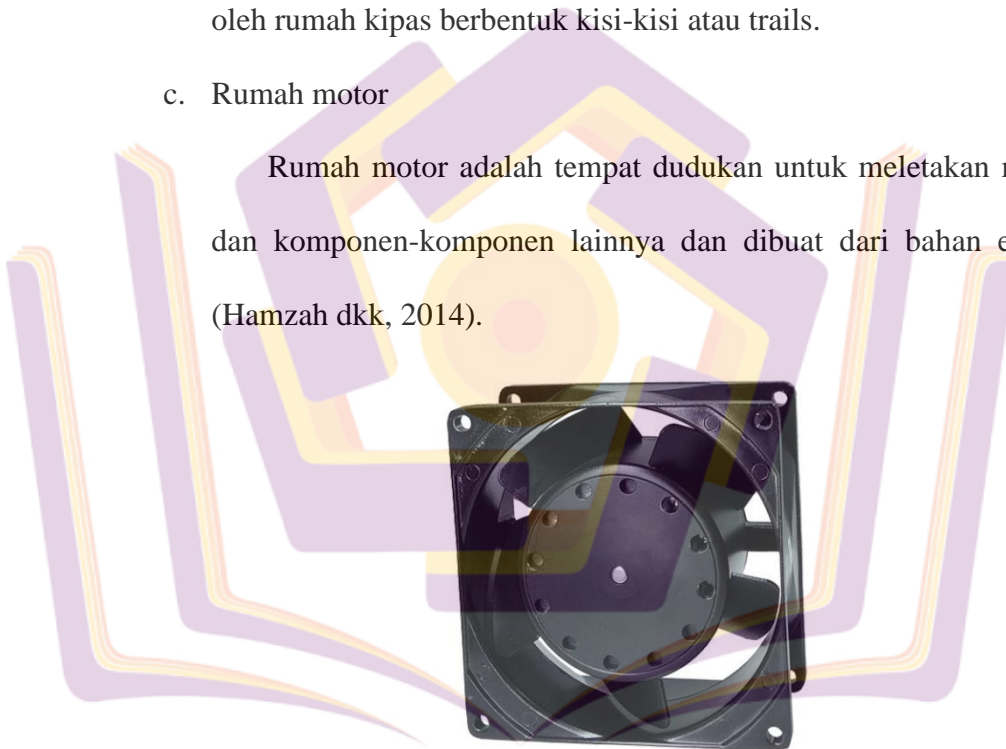 oleh rumah kipas berbentuk kisi-kisi atau trails.
c. Rumah motor
Rumah motor adalah tempat dudukan untuk meletakan
dan komponen-komponen lainnya dan dibuat dari bahan
(Hamzah dkk, 2014).